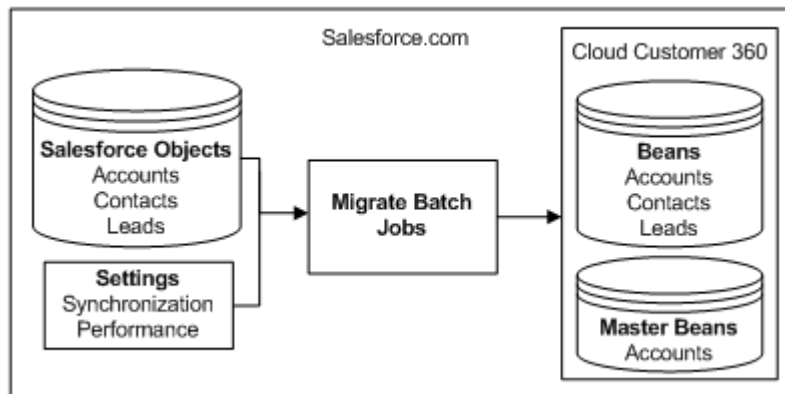 Salesforce.com
Salesforce Objects
Accounts
Contacts
Leads
Settings
Synchronization
Performance
Migrate Batch
Jobs
Cloud Customer 360
Beans
Accounts
Contacts
Leads
Master Beans
Accounts